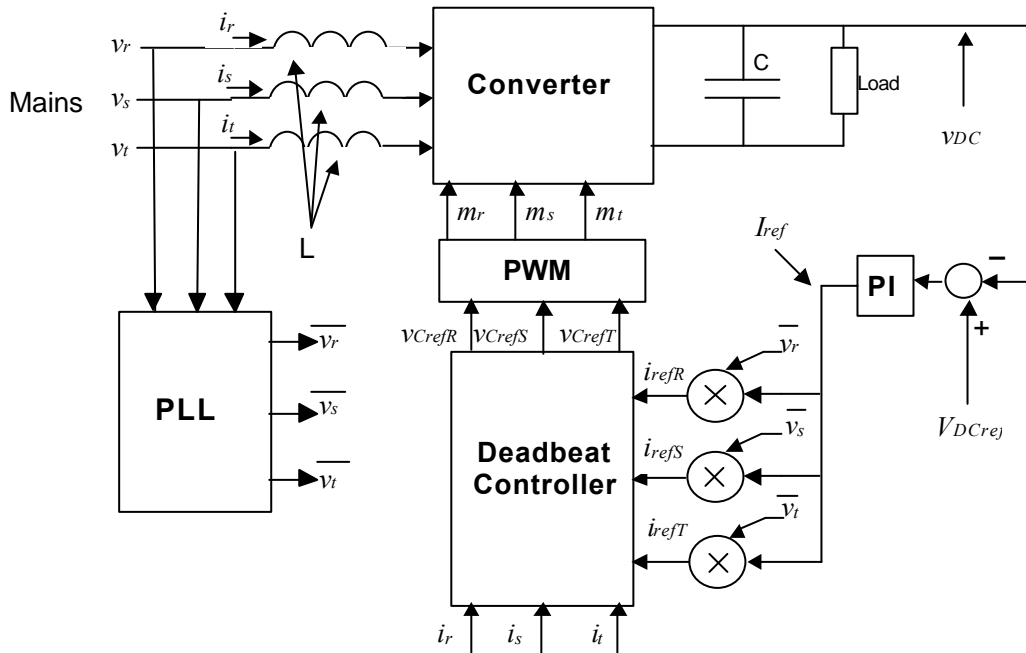 i_r
v_r
Mains
i_s
v_s
i_t
v_t
L
Converter
C
Load
v_DC
m_r m_s m_t
PWM
I_ref
PI
−
+
V_DCref
v_CrefR v_CrefS v_CrefT
PLL
v̅_r
v̅_s
v̅_t
Deadbeat
Controller
i_refR
v̅_r
i_refS
v̅_s
i_refT
v̅_t
i_r i_s i_t